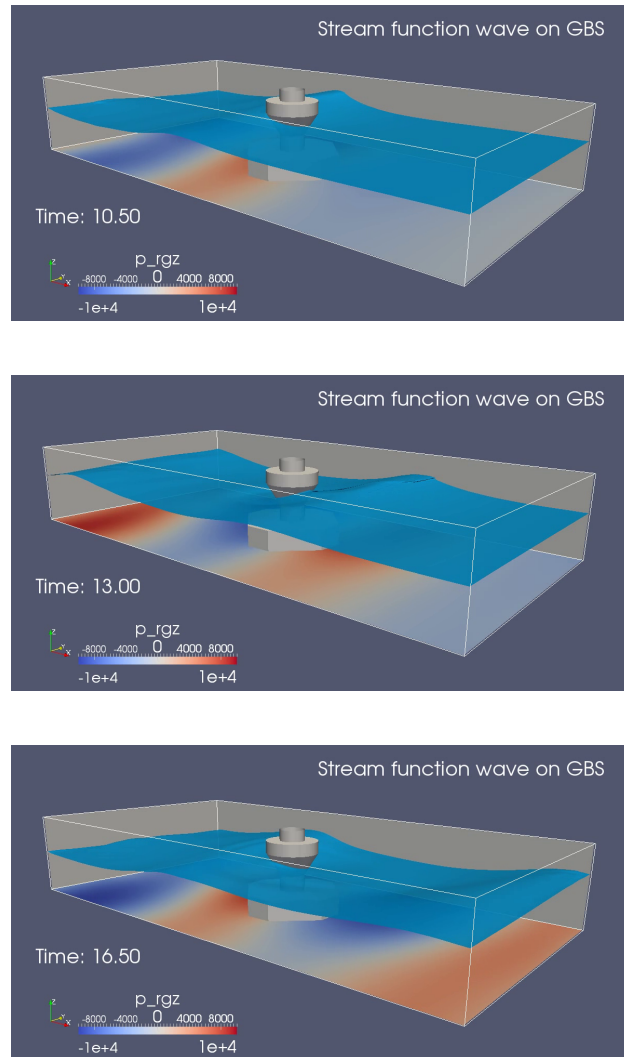 Stream function wave on GBS
Time: 10.50
z
Y
X
p_rgz
-8000 -4000 0 4000 8000
-1e+4 1e+4
Stream function wave on GBS
Time: 13.00
z
Y
X
p_rgz
-8000 -4000 0 4000 8000
-1e+4 1e+4
Stream function wave on GBS
Time: 16.50
z
Y
X
p_rgz
-8000 -4000 0 4000 8000
-1e+4 1e+4